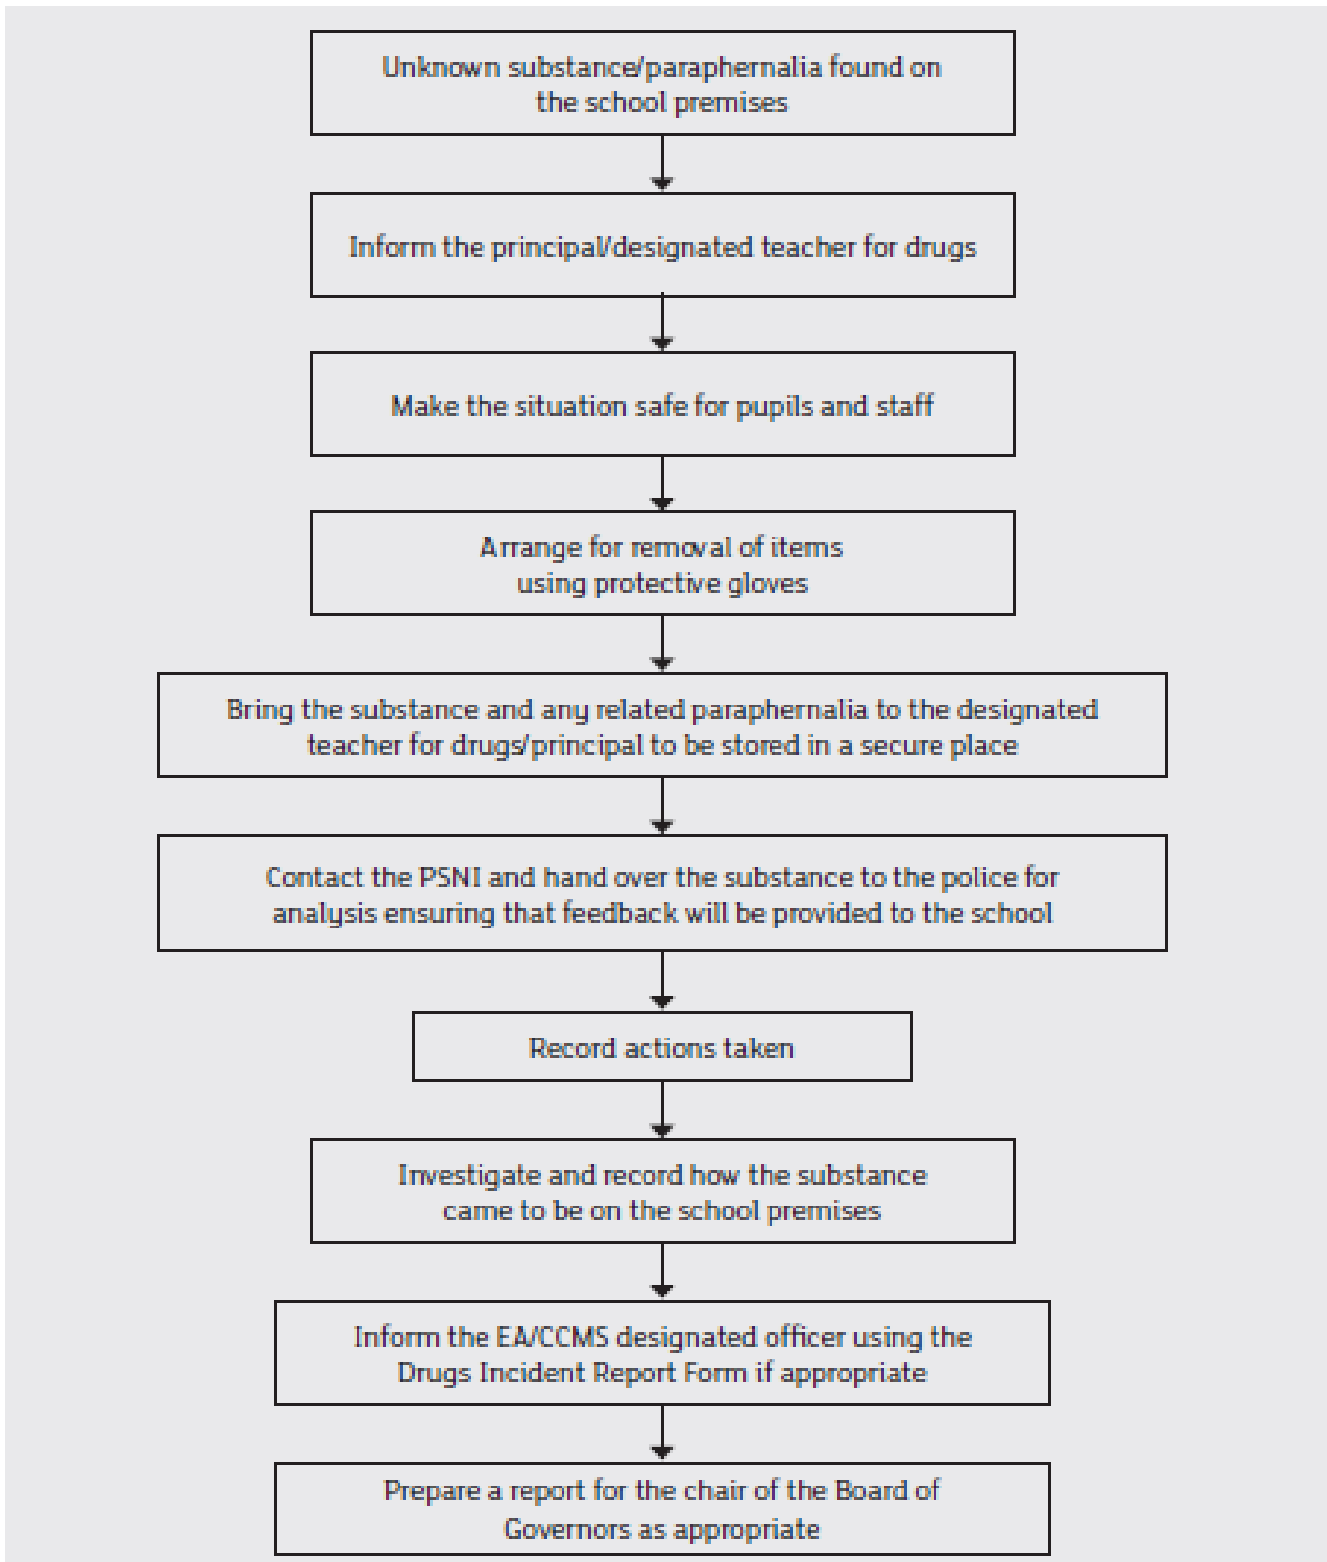 Unknown substance/paraphernalia found on
the school premises
Inform the principal/designated teacher for drugs
Make the situation safe for pupils and staff
Arrange for removal of items
using protective gloves
Bring the substance and any related paraphernalia to the designated
teacher for drugs/principal to be stored in a secure place
Contact the PSNI and hand over the substance to the police for
analysis ensuring that feedback will be provided to the school
Record actions taken
Investigate and record how the substance
came to be on the school premises
Inform the EA/CCMS designated officer using the
Drugs Incident Report Form if appropriate
Prepare a report for the chair of the Board of
Governors as appropriate